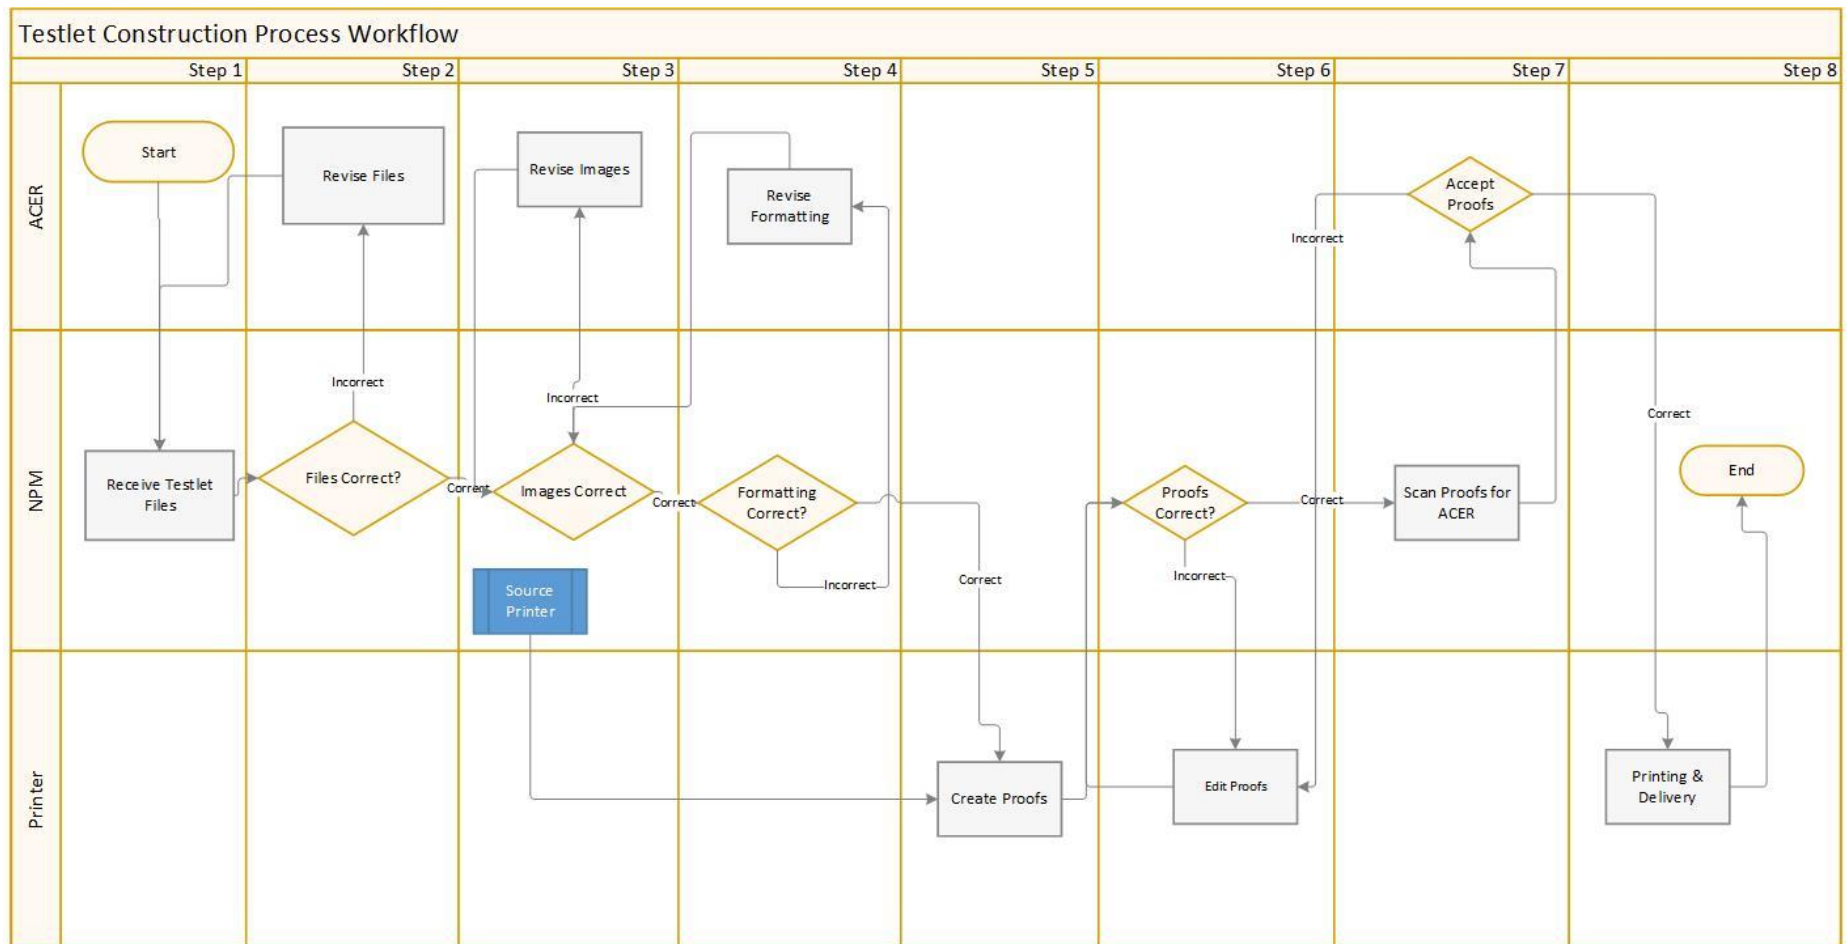 Testlet Construction Process Workflow
Step 1
Step 2
Step 3
Step 4
Step 5
Step 6
Step 7
Step 8
ACER
Start
Revise Files
Revise Images
Revise
Formatting
Accept
Proofs
Incorrect
Incorrect
Incorrect
Correct
NPM
Receive Testlet
Files
Files Correct?
Correct
Images Correct
Correct
Formatting
Correct?
Incorrect
Correct
Proofs
Correct?
Incorrect
Correct
Scan Proofs for
ACER
End
Source
Printer
Printer
Create Proofs
Edit Proofs
Printing &
Delivery